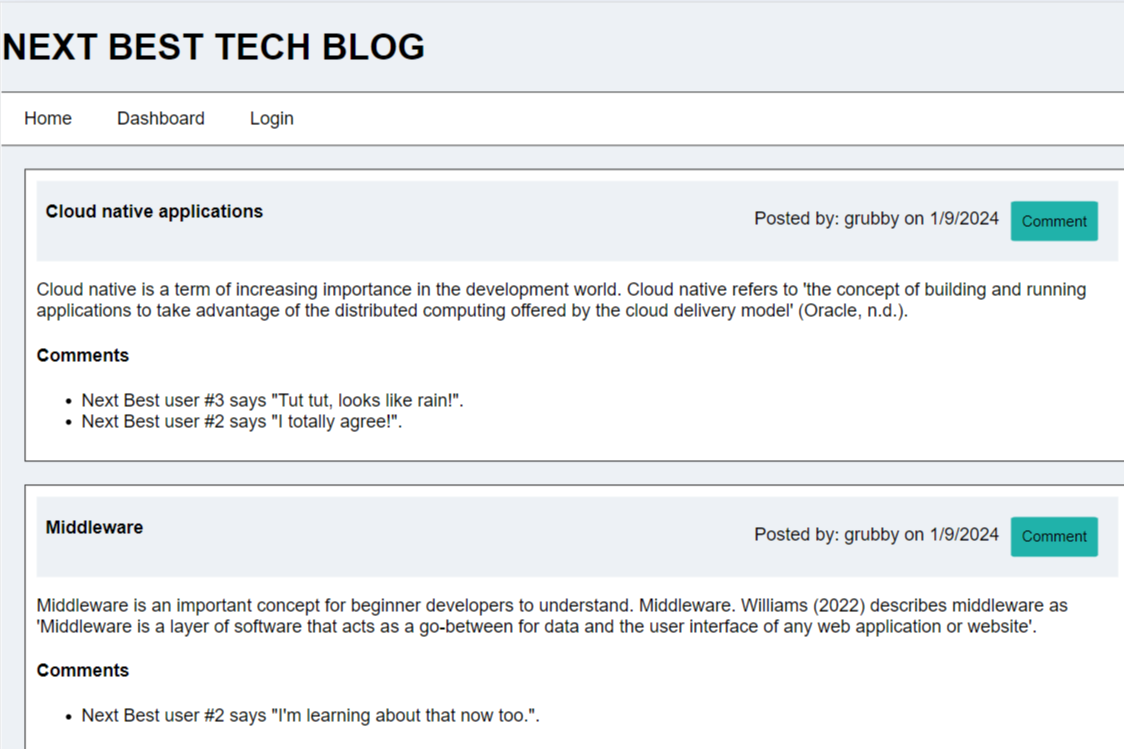 NEXT BEST TECH BLOG
Home Dashboard Login
Cloud native applications
Posted by: grubby on 1/9/2024 Comment
Cloud native is a term of increasing importance in the development world. Cloud native refers to 'the concept of building and running
applications to take advantage of the distributed computing offered by the cloud delivery model' (Oracle, n.d.).
Comments
• Next Best user #3 says "Tut tut, looks like rain!".
• Next Best user #2 says "I totally agree!".
Middleware
Posted by: grubby on 1/9/2024 Comment
Middleware is an important concept for beginner developers to understand. Middleware. Williams (2022) describes middleware as
'Middleware is a layer of software that acts as a go-between for data and the user interface of any web application or website'.
Comments
• Next Best user #2 says "I'm learning about that now too.".